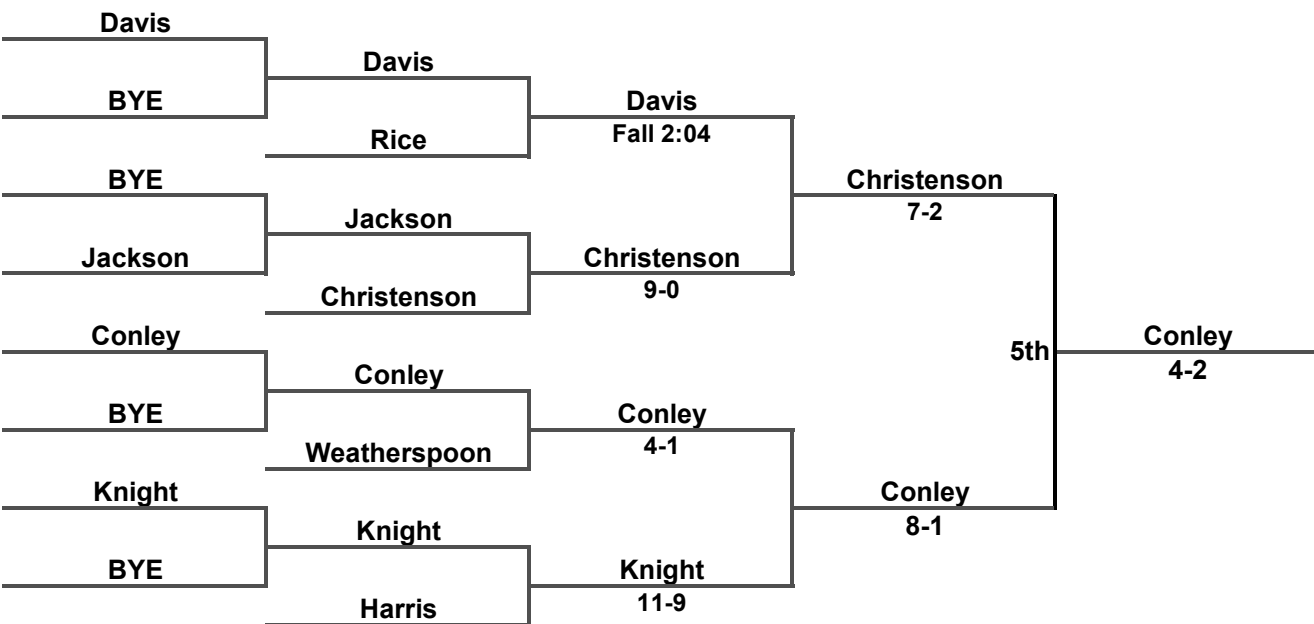 Davis
Davis
BYE
Davis
Fall 2:04
Rice
BYE
Christenson
7-2
Jackson
Jackson
Christenson
9-0
Christenson
Conley
5th
Conley
4-2
Conley
BYE
Conley
4-1
Weatherspoon
Knight
Conley
8-1
Knight
BYE
Knight
11-9
Harris